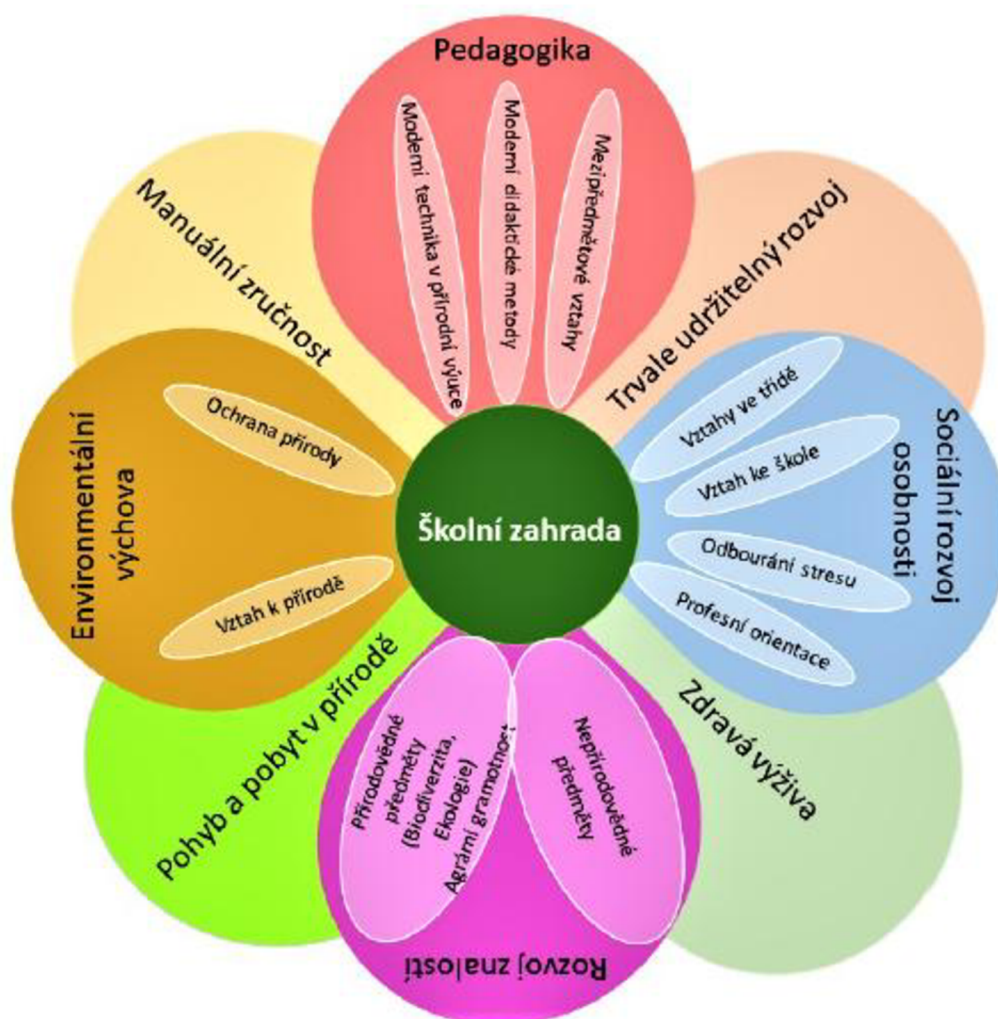 Pedagogika
Moderní technika v přírodní výuce
Moderní didaktické metody
Mezipředmětové vztahy
Trvale udržitelný rozvoj
Sociální rozvoj
osobnosti
Vztahy ve třídě
Vztah ke škole
Odbourání stresu
Profesní orientace
Zdravá výživa
Rozvoj znalostí
Nepřírodovědné
předměty
Přírodovědné
předměty
(Biodiverzita,
Ekologie)
Agrární gramotnost
Pohyb a pobyt v přírodě
Environmentální
výchova
Ochrana přírody
Vztah k přírodě
Manuální zručnost
Školní zahrada